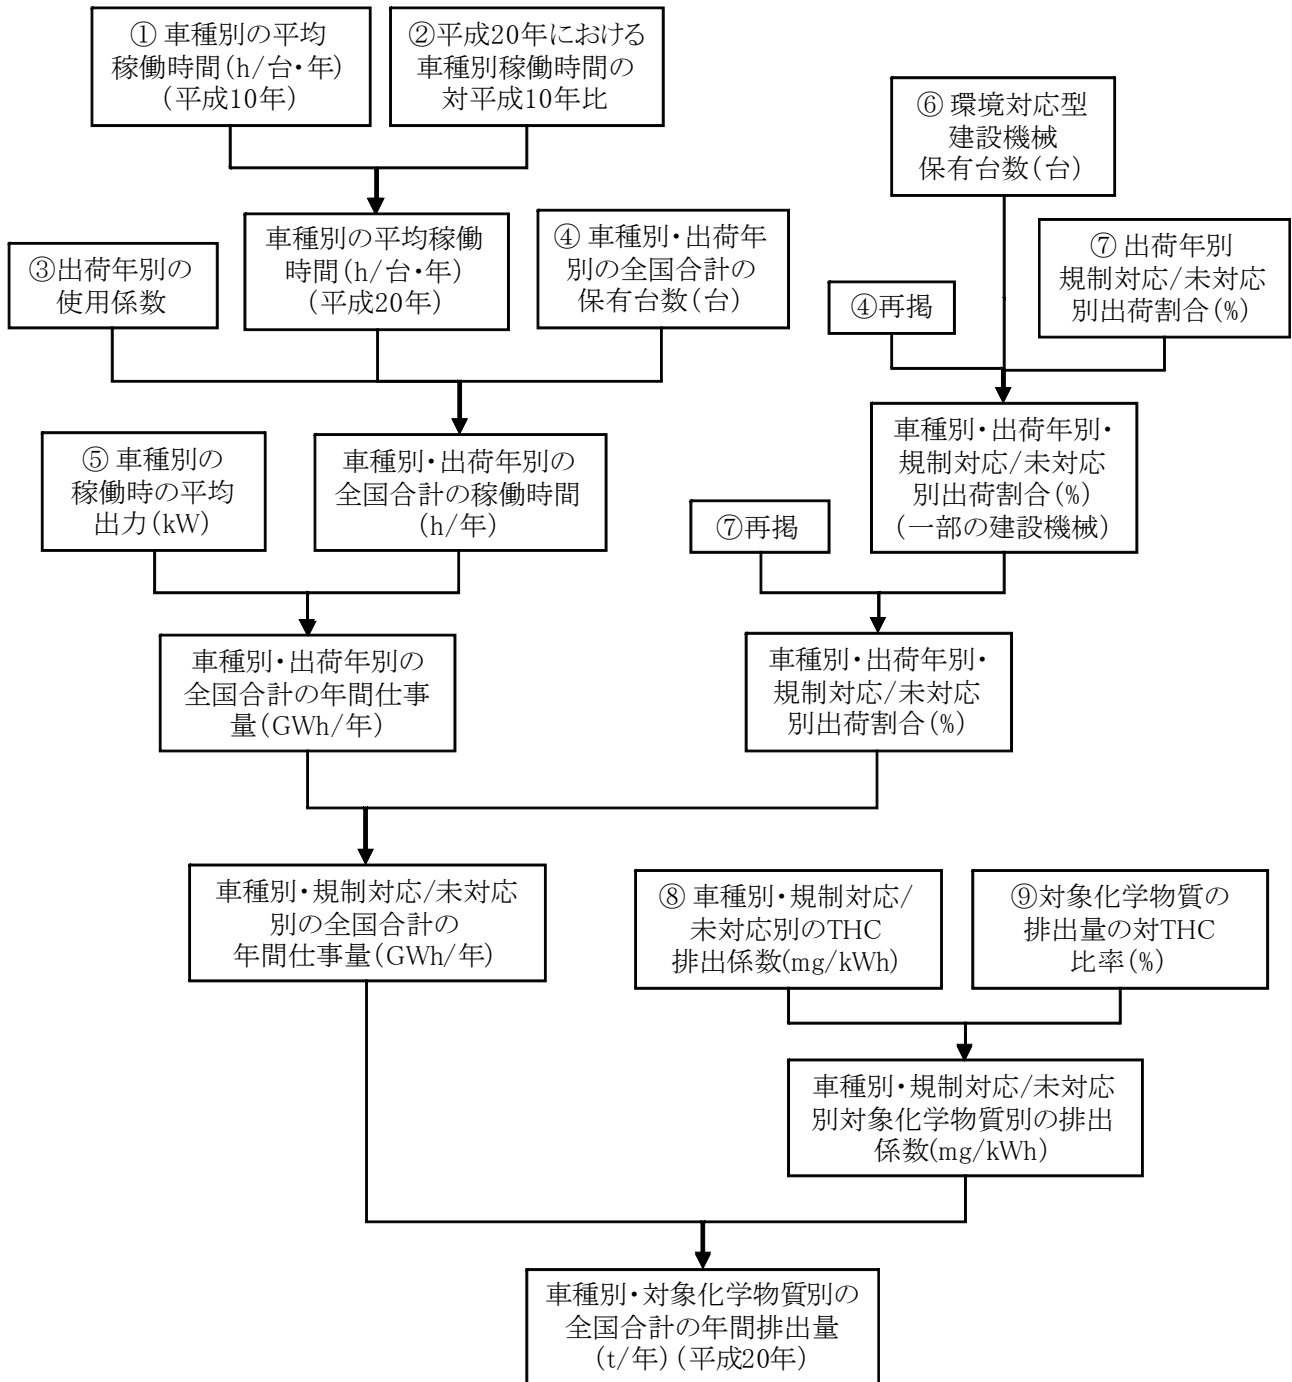 ① 車種別の平均
稼働時間(h/台・年)
(平成10年)
②平成20年における
車種別稼働時間の
対平成10年比
⑥ 環境対応型
建設機械
保有台数(台)
③出荷年別の
使用係数
車種別の平均稼働
時間(h/台・年)
(平成20年)
④ 車種別・出荷年
別の全国合計の
保有台数(台)
④再掲
⑦ 出荷年別
規制対応/未対応
別出荷割合(%)
⑤ 車種別の
稼働時の平均
出力(kW)
車種別・出荷年別の
全国合計の稼働時間
(h/年)
車種別・出荷年別・
規制対応/未対応
別出荷割合(%)
(一部の建設機械)
⑦再掲
車種別・出荷年別の
全国合計の年間仕事
量(GWh/年)
車種別・出荷年別・
規制対応/未対応
別出荷割合(%)
車種別・規制対応/未対応
別の全国合計の
年間仕事量(GWh/年)
⑧ 車種別・規制対応/
未対応別のTHC
排出係数(mg/kWh)
⑨対象化学物質の
排出量の対THC
比率(%)
車種別・規制対応/未対応
別対象化学物質別の排出
係数(mg/kWh)
車種別・対象化学物質別の
全国合計の年間排出量
(t/年)(平成20年)